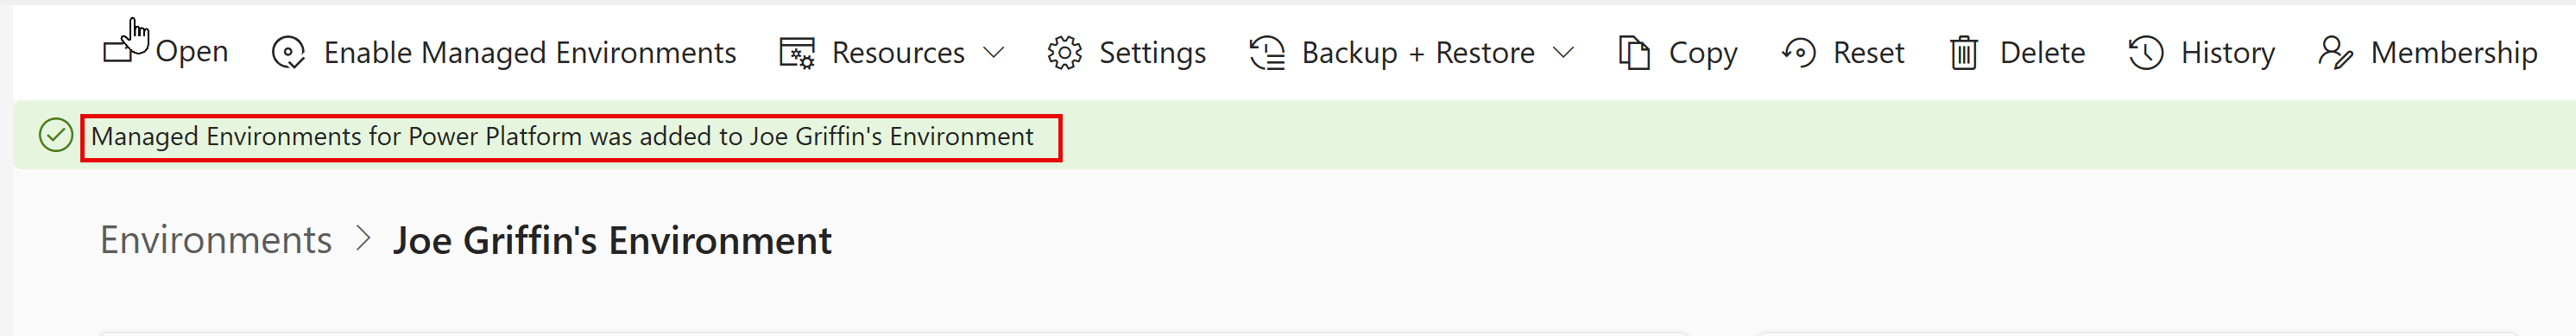 Open Enable Managed Environments Resources Settings Backup + Restore Copy Reset Delete History Membership
Managed Environments for Power Platform was added to Joe Griffin's Environment
Environments > Joe Griffin's Environment